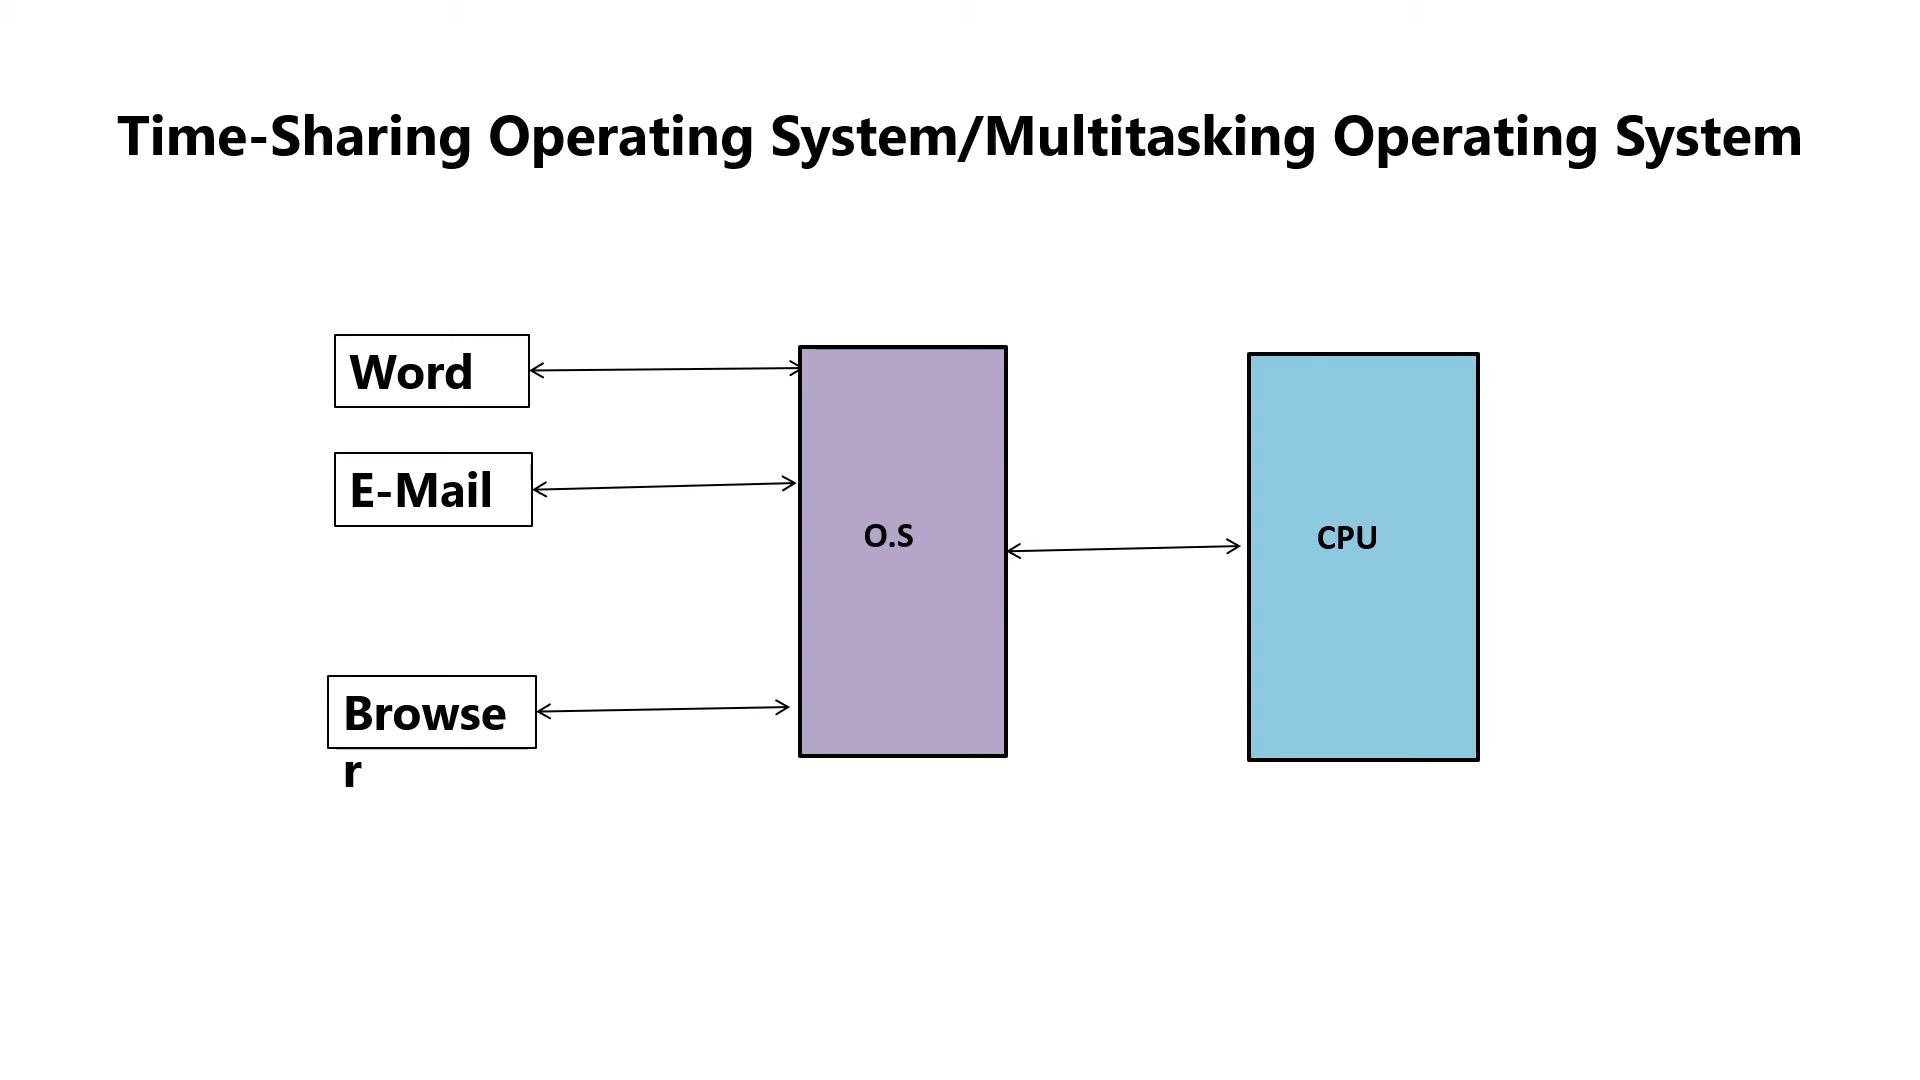 Time-Sharing Operating System/Multitasking Operating System
Word
E-Mail
O.S
CPU
Browse
r